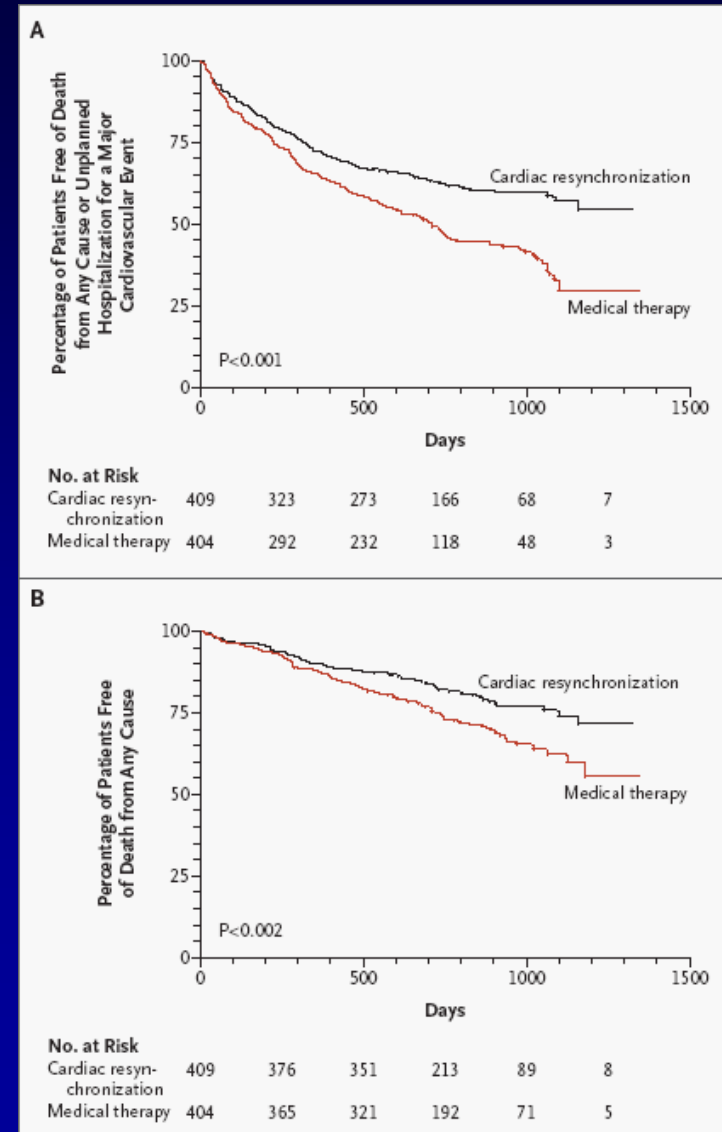 A
Percentage of Patients Free of Death
from Any Cause or Unplanned
Hospitalization for a Major
Cardiovascular Event
100
75
50
25
0
Cardiac resynchronization
Medical therapy
P<0.001
0 500 1000 1500
Days
No. at Risk
Cardiac resyn-
chronization
409 323 273 166 68 7
Medical therapy 404 292 232 118 48 3
B
Percentage of Patients Free
of Death from Any Cause
100
75
50
25
0
Cardiac resynchronization
Medical therapy
P<0.002
0 500 1000 1500
Days
No. at Risk
Cardiac resyn-
chronization
409 376 351 213 89 8
Medical therapy 404 365 321 192 71 5